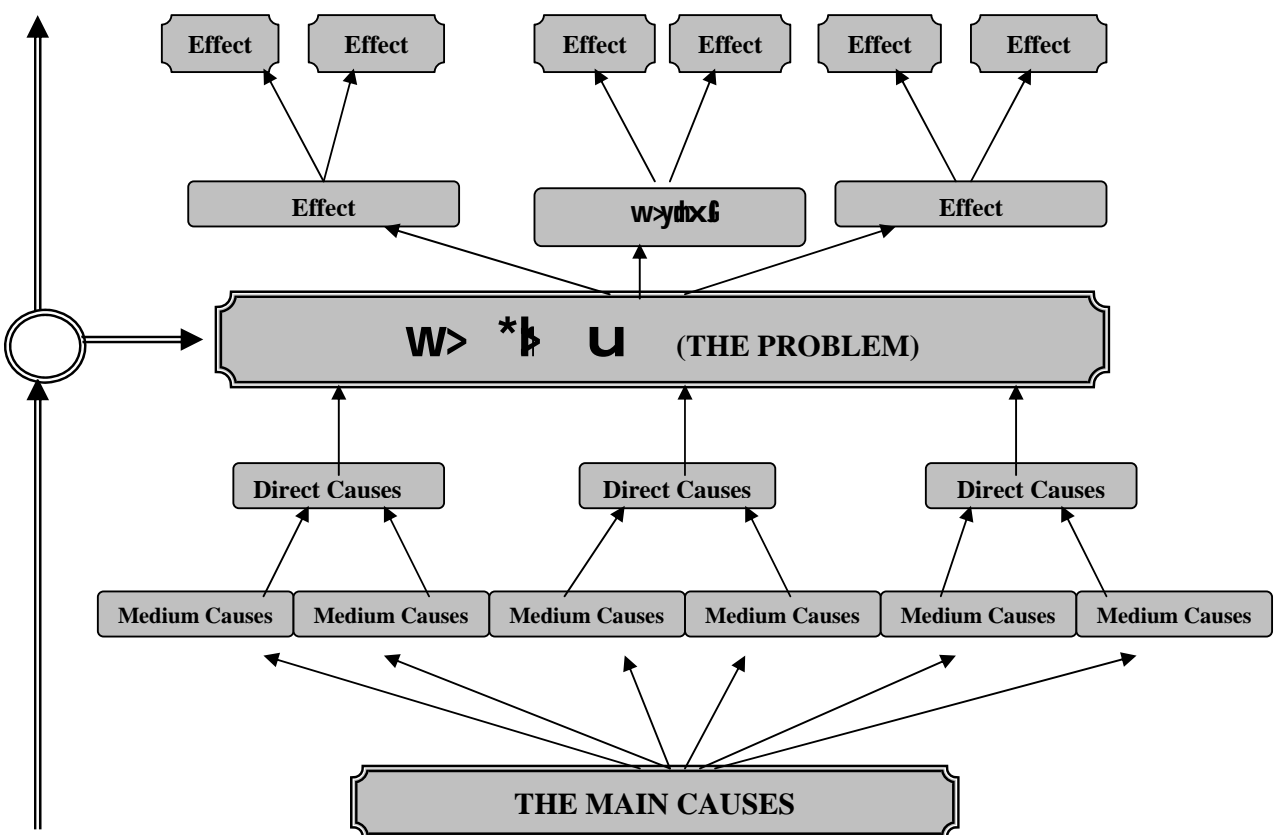 Effect Effect Effect Effect Effect Effect
Effect Effect
(THE PROBLEM)
Direct Causes Direct Causes Direct Causes
Medium Causes Medium Causes Medium Causes Medium Causes Medium Causes Medium Causes
THE MAIN CAUSES